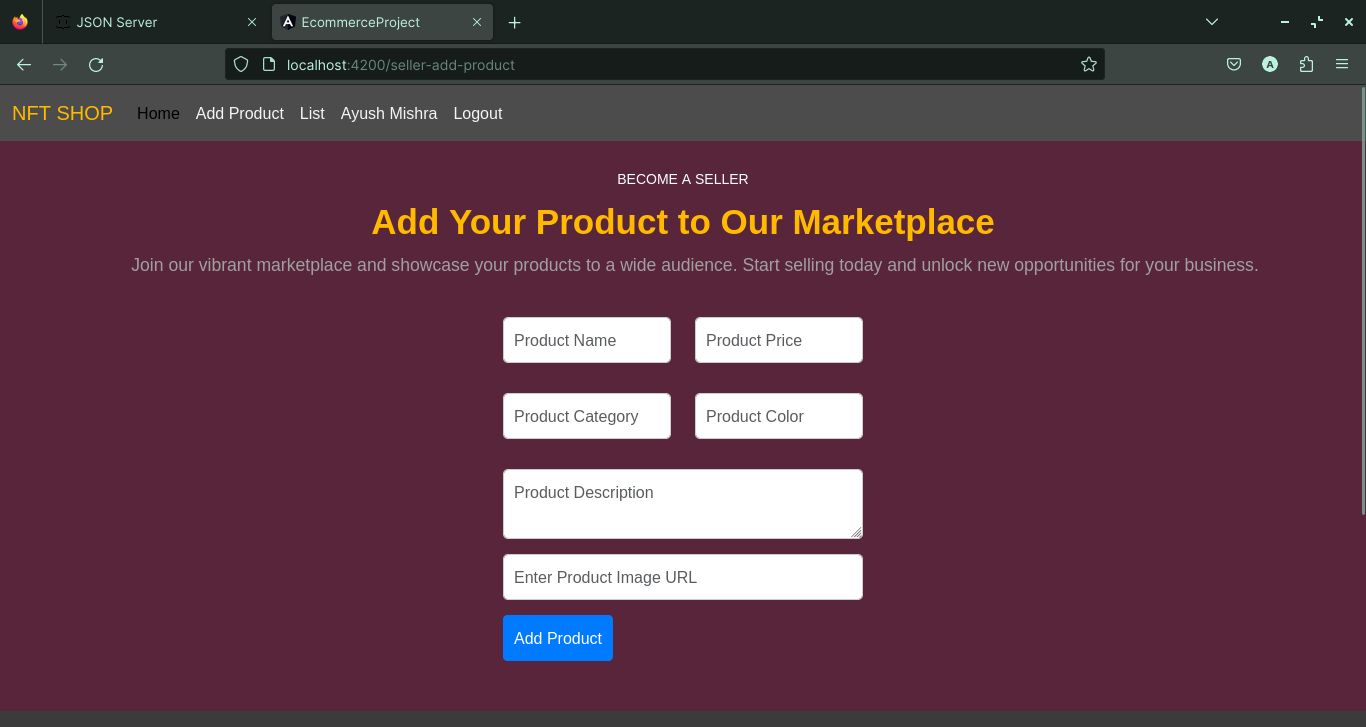 JSON Server
EcommerceProject
localhost:4200/seller-add-product
A
NFT SHOP Home Add Product List Ayush Mishra Logout
BECOME A SELLER
Add Your Product to Our Marketplace
Join our vibrant marketplace and showcase your products to a wide audience. Start selling today and unlock new opportunities for your business.
Product Name Product Price
Product Category Product Color
Product Description
Enter Product Image URL
Add Product